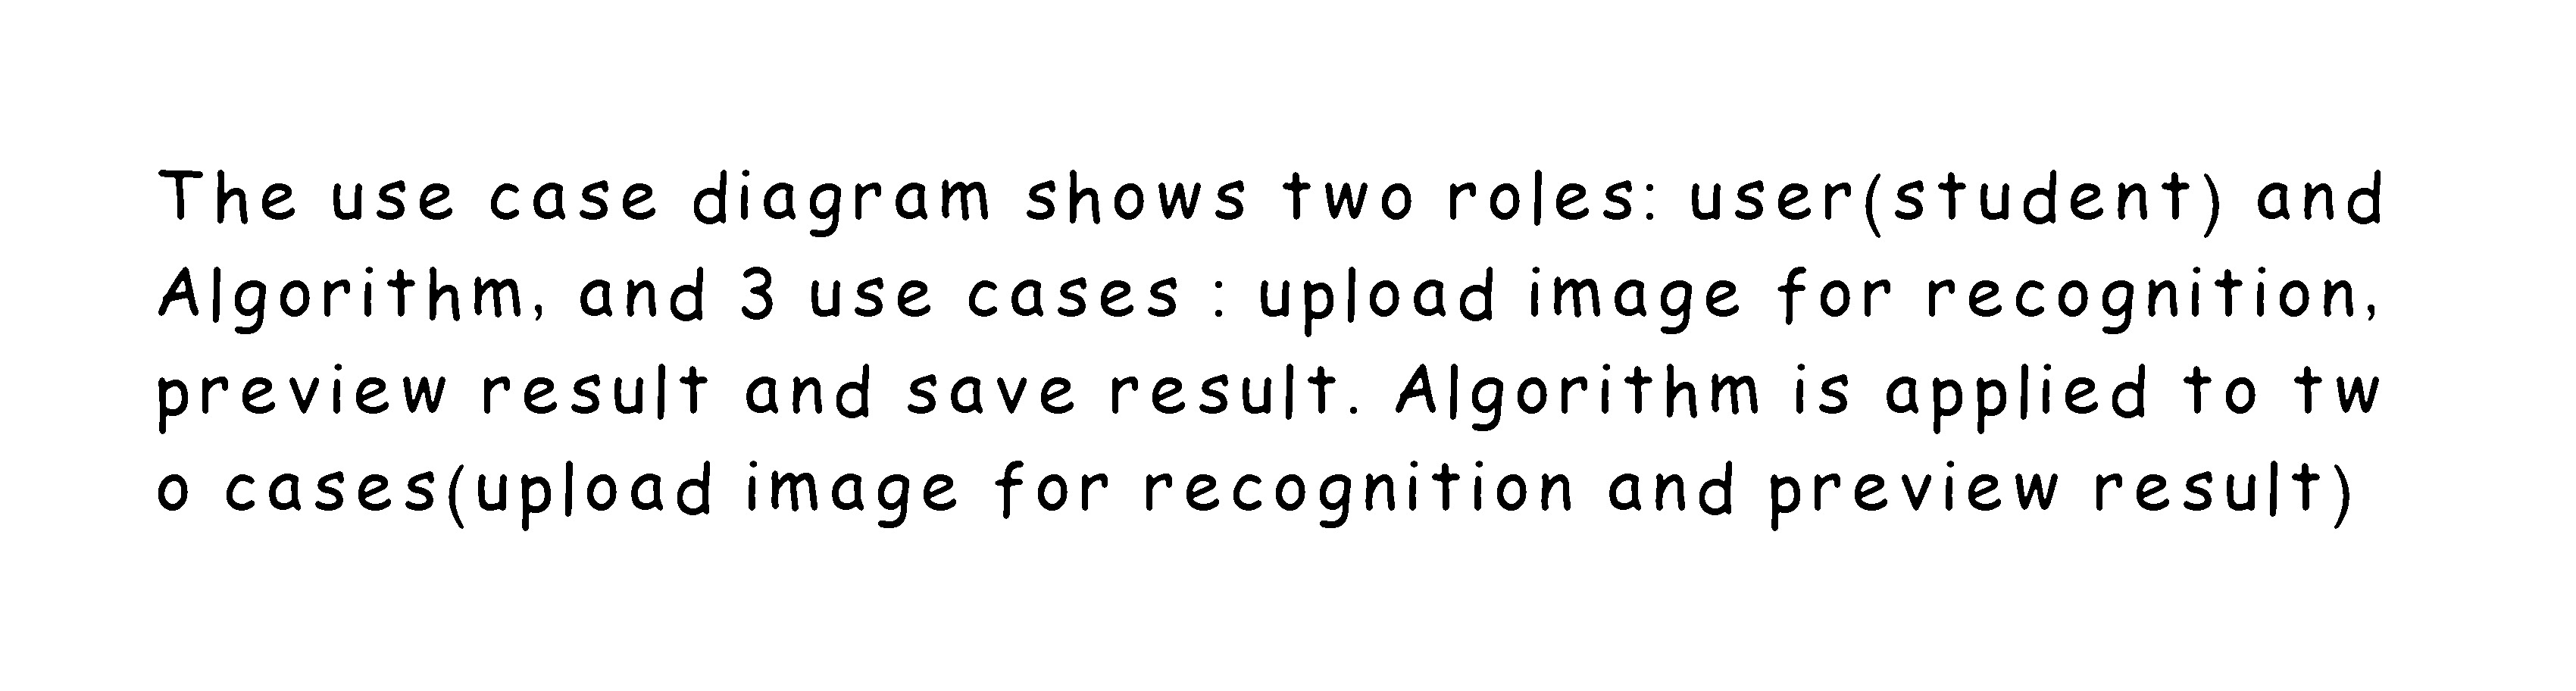 The use case diagram shows two roles: user(student) and
Algorithm, and 3 use cases : upload image for recognition,
preview result and save result. Algorithm is applied to tw
o cases(upload image for recognition and preview result)